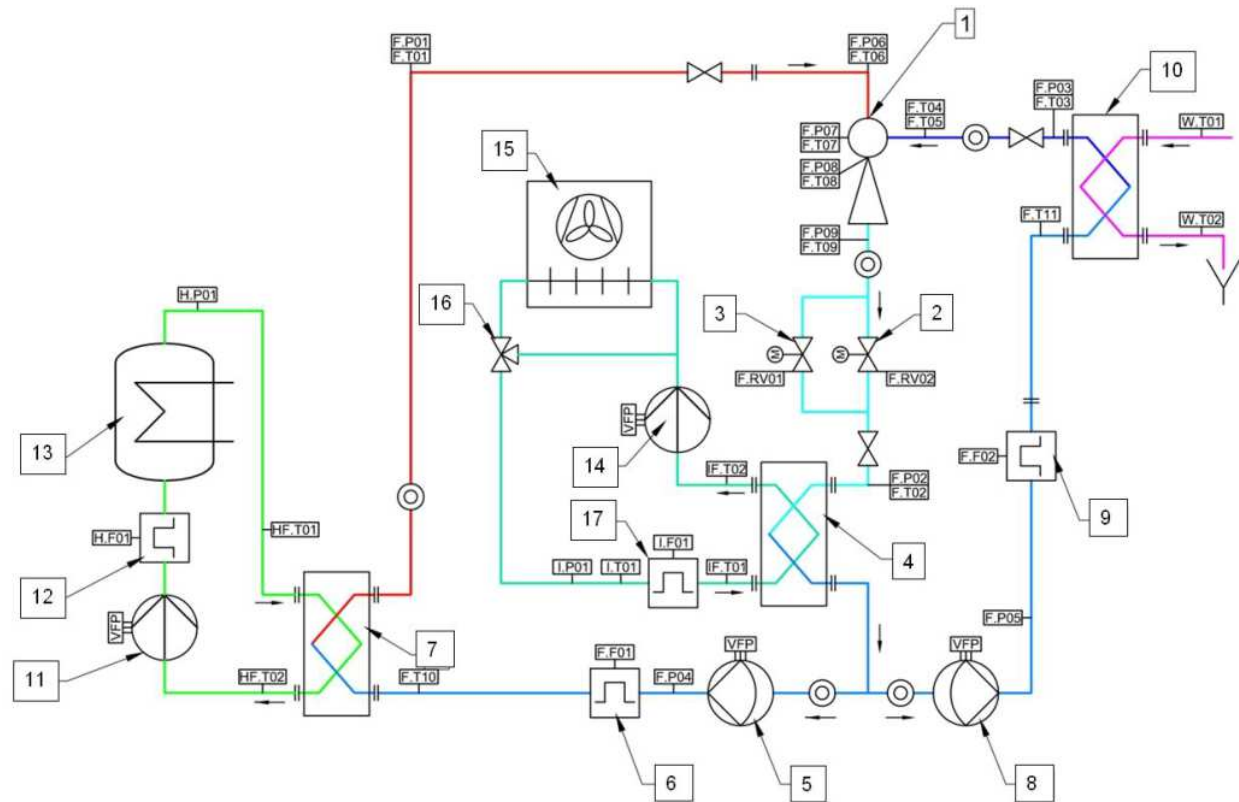 F.P01
F.T01
F.P06
F.T06
1
10
F.P03
F.T03
F.T04
F.T05
W.T01
F.P07
F.T07
15
F.P08
F.T08
F.T11
W.T02
F.P09
F.T09
H.P01
16
3
2
M
M
F.RV01
F.RV02
VFP
13
14
IF.T02
F.P02
F.T02
F.F02
17
9
HF.T01
I.F01
H.F01
4
I.P01
I.T01
IF.T01
12
VFP
7
F.P05
11
HF.T02
F.T10
F.F01
F.P04
VFP
VFP
6
5
8